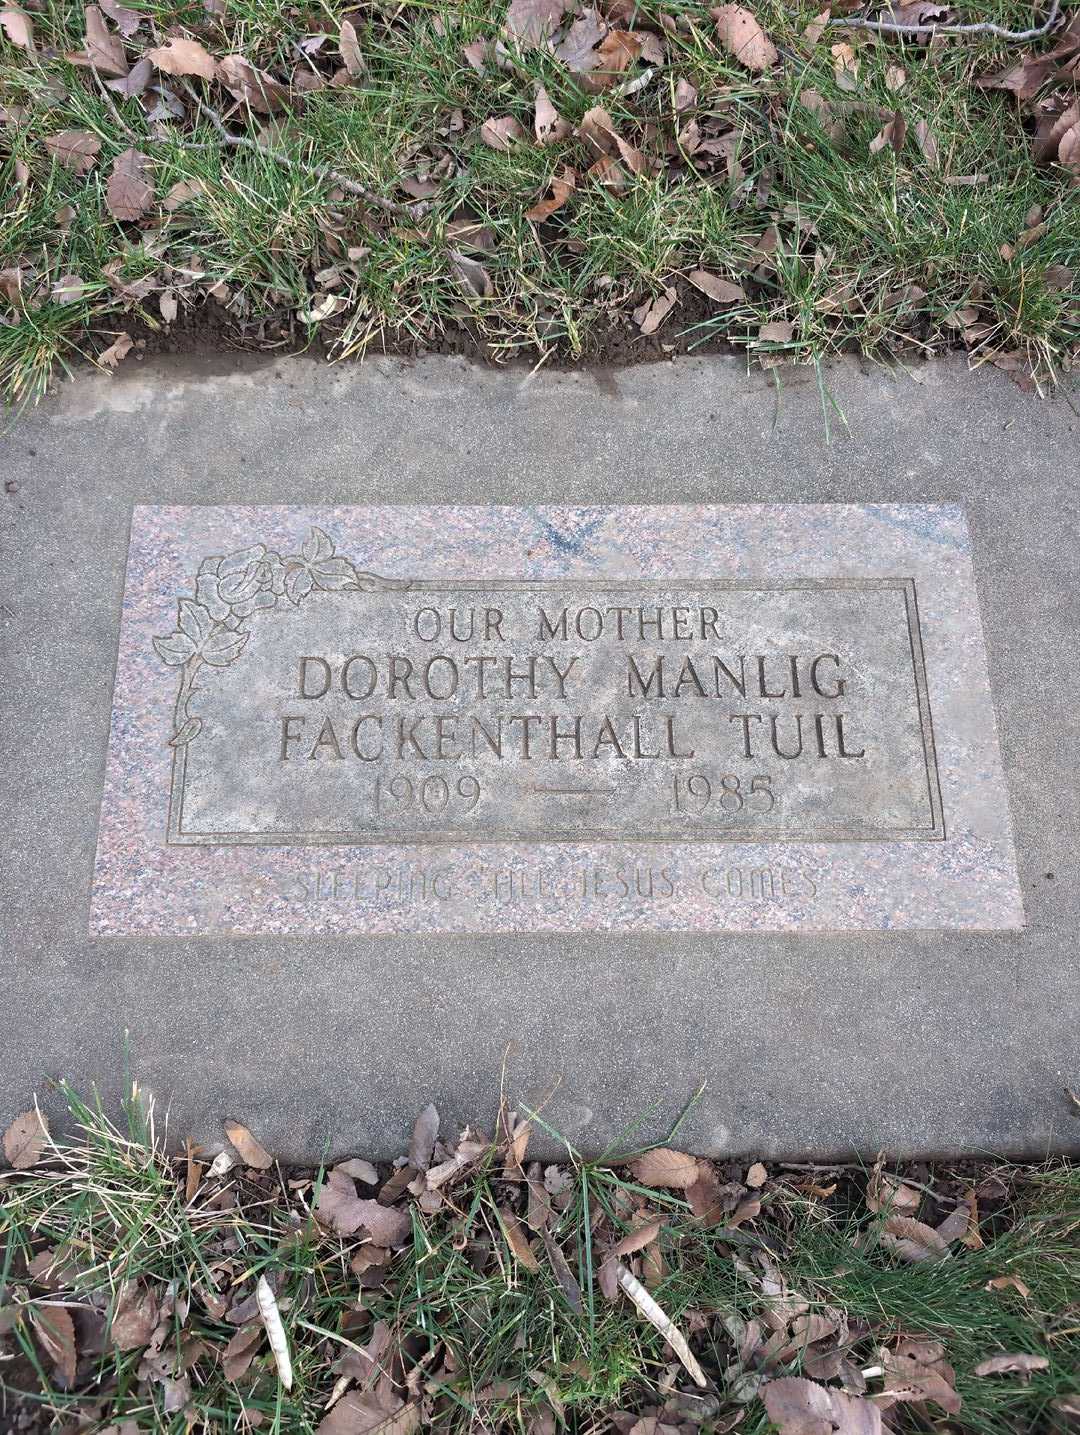 OUR MOTHER
DOROTHY MANLIG
FACKENTHALL TUIL
1909 — 1985
SLEEPING 'TILL JESUS COMES